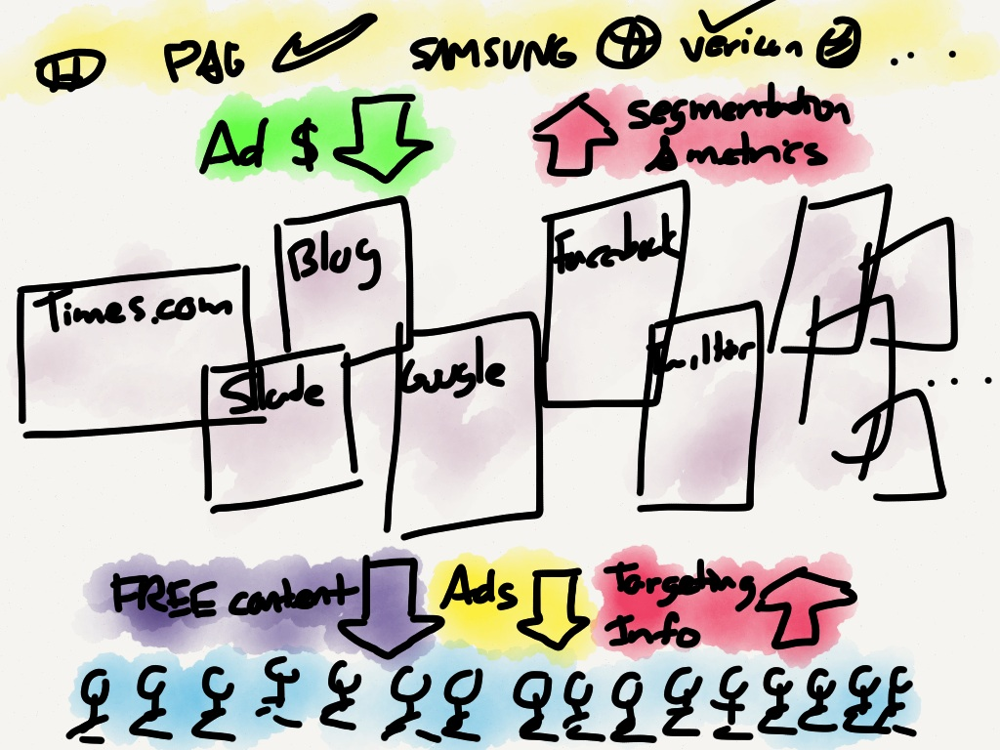 P&G SAMSUNG verizon ...
Ad $
segmentation
& metrics
Blog
Facebook
Times.com
Twitter
Slade
Google
...
FREE content
Ads
Targeting
Info